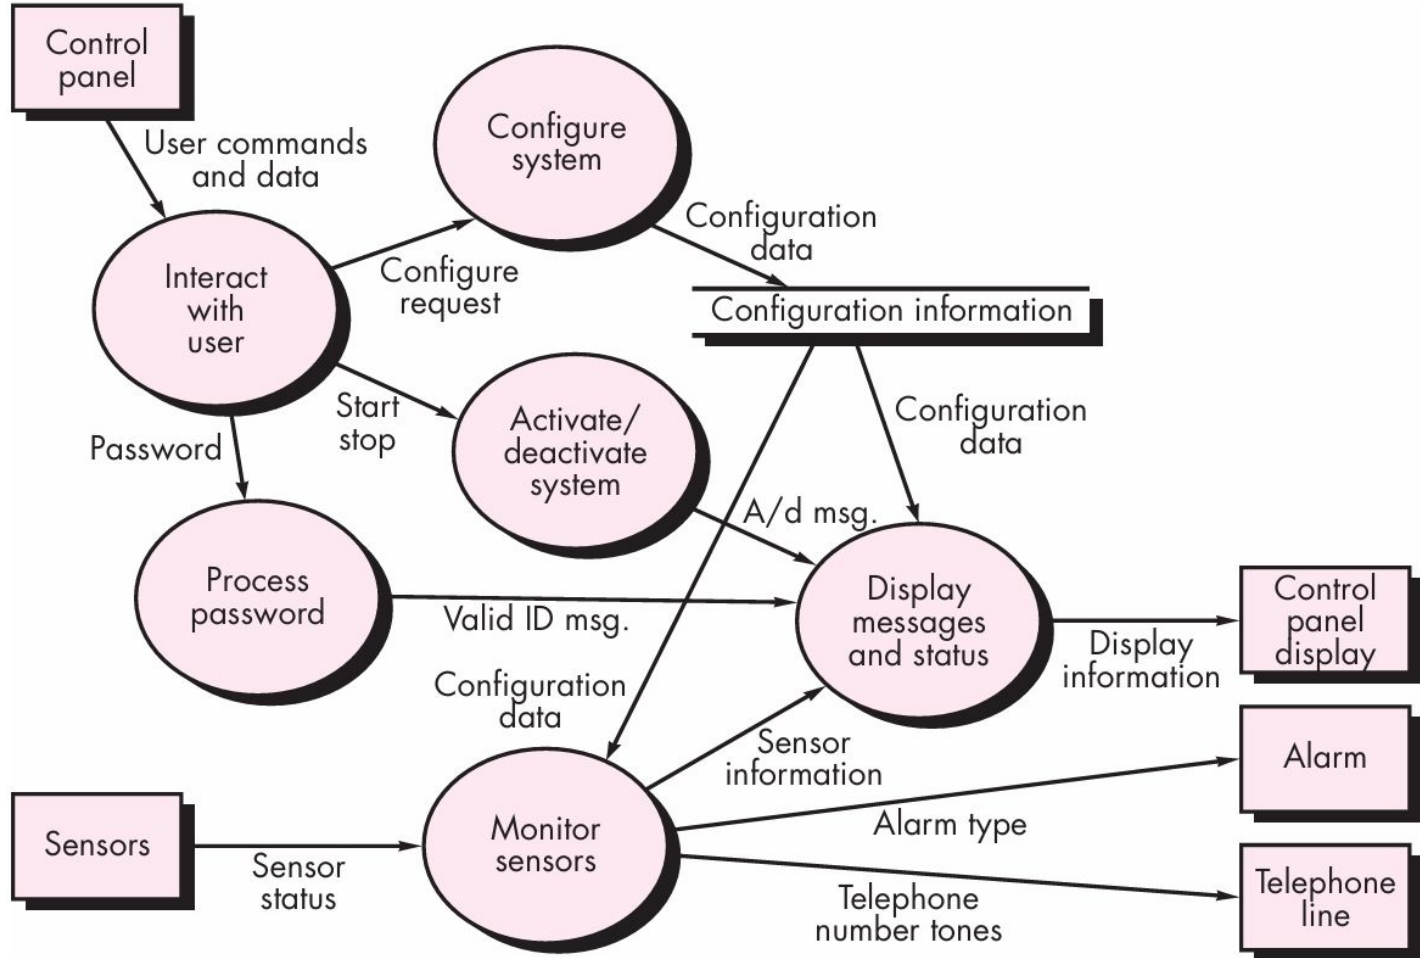 Control
panel
User commands
and data
Configure
system
Interact
with
user
Configure
request
Configuration
data
Configuration information
Start
stop
Password
Activate/
deactivate
system
Configuration
data
A/d msg.
Process
password
Valid ID msg.
Display
messages
and status
Display
information
Control
panel
display
Configuration
data
Sensor
information
Alarm
Sensors
Sensor
status
Monitor
sensors
Alarm type
Telephone
number tones
Telephone
line